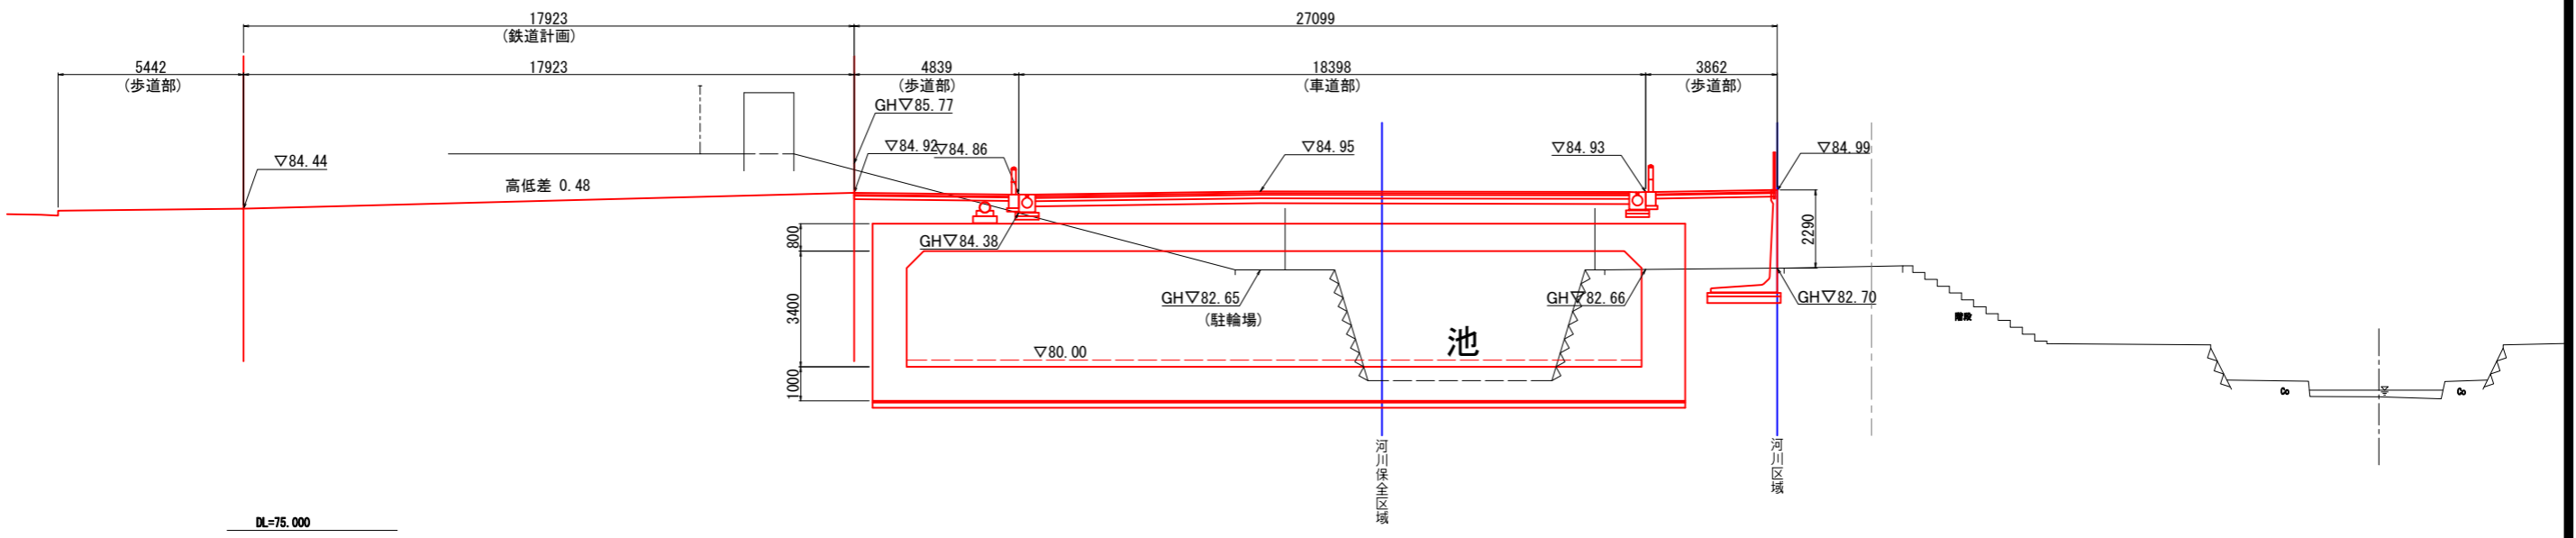 17923
(鉄道計画)
27099
5442
(歩道部)
17923
4839
(歩道部)
18398
(車道部)
3862
(歩道部)
GH▽85.77
▽84.44
▽84.92
▽84.86
▽84.95
▽84.93
▽84.99
高低差 0.48
800
GH▽84.38
2290
3400
GH▽82.65
(駐輪場)
GH▽82.66
GH▽82.70
池
階段
▽80.00
1000
Co
Co
河川保全区域
河川区域
DL=75.000